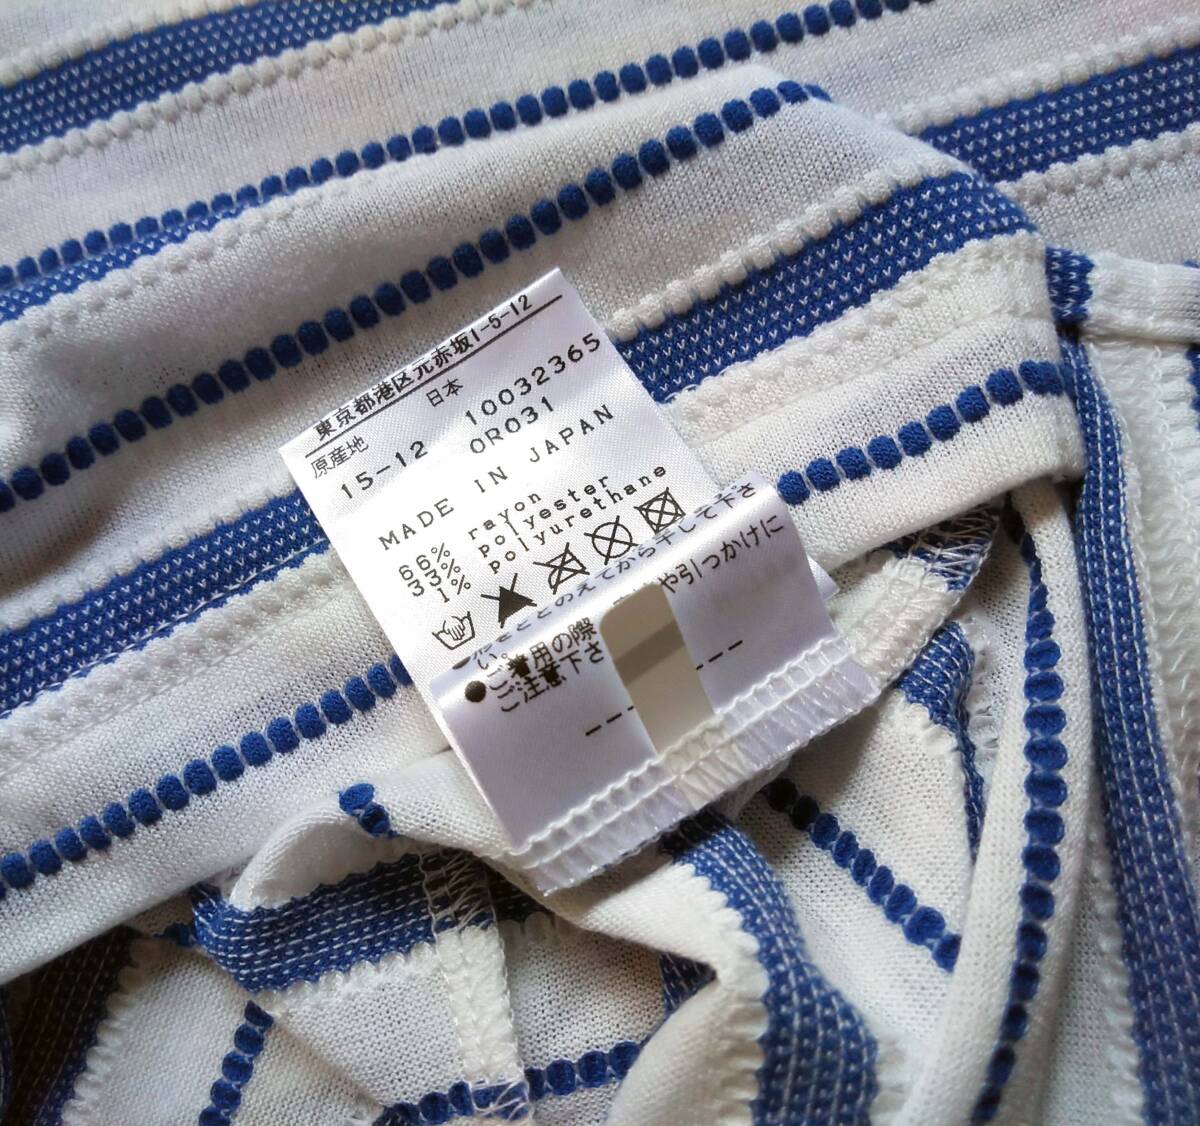 東京都港区元赤坂1-5-12
原産地 日本
15-12 10032365
0R031
MADE IN JAPAN
66% rayon
33% polyester
1% polyurethane
をととのえてから干して下さ
い。
●ご着用の際 や引っかけに
ご注意下さ